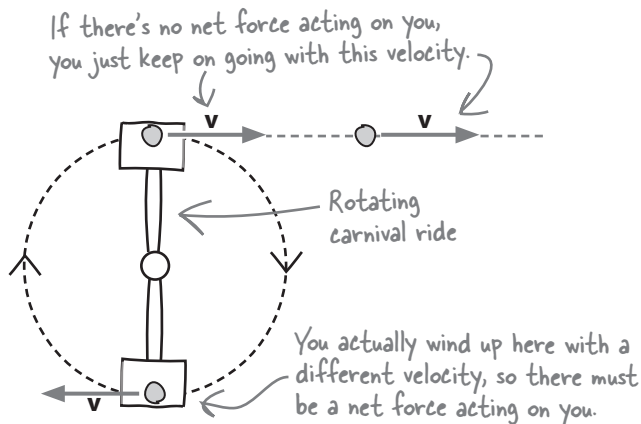 If there's no net force acting on you,
you just keep on going with this velocity.
v
v
Rotating
carnival ride
You actually wind up here with a
different velocity, so there must
be a net force acting on you.
v